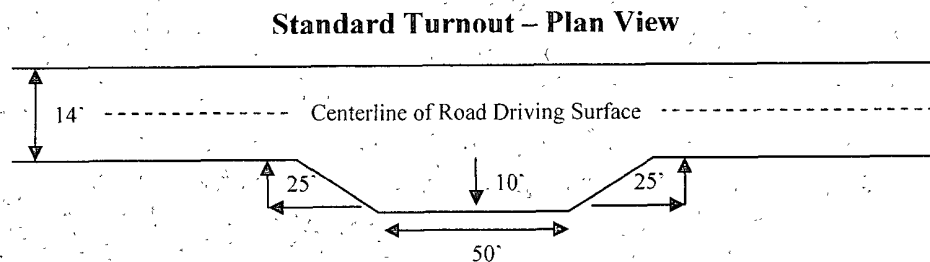 Standard Turnout – Plan View
14'
Centerline of Road Driving Surface
25'
10'
25'
50'